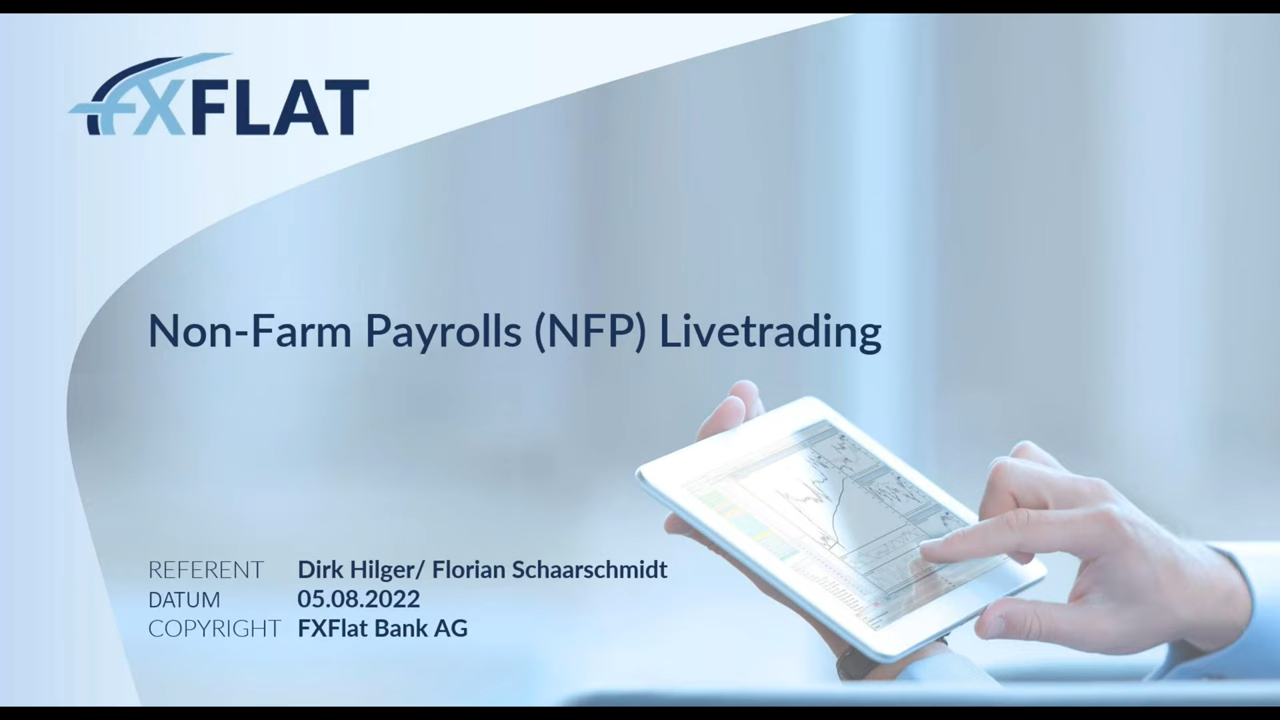 FXFLAT
Non-Farm Payrolls (NFP) Livetrading
REFERENT Dirk Hilger/ Florian Schaarschmidt
DATUM 05.08.2022
COPYRIGHT FXFlat Bank AG